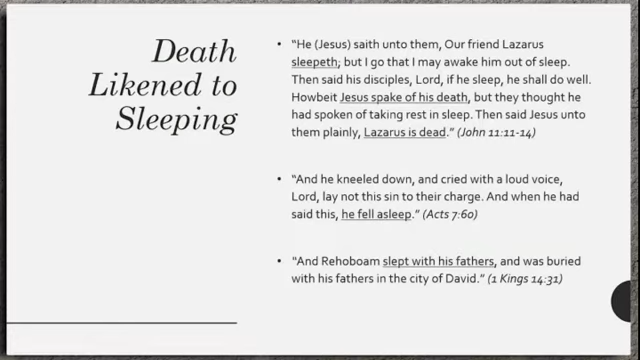 Death
Likened to
Sleeping
• “He (Jesus) saith unto them, Our friend Lazarus
sleepeth; but I go that I may awake him out of sleep.
Then said his disciples, Lord, if he sleep, he shall do well.
Howbeit Jesus spake of his death, but they thought he
had spoken of taking rest in sleep. Then said Jesus unto
them plainly, Lazarus is dead.” (John 11:11-14)
• “And he kneeled down, and cried with a loud voice,
Lord, lay not this sin to their charge. And when he had
said this, he fell asleep.” (Acts 7:60)
• “And Rehoboam slept with his fathers, and was buried
with his fathers in the city of David.” (1 Kings 14:31)